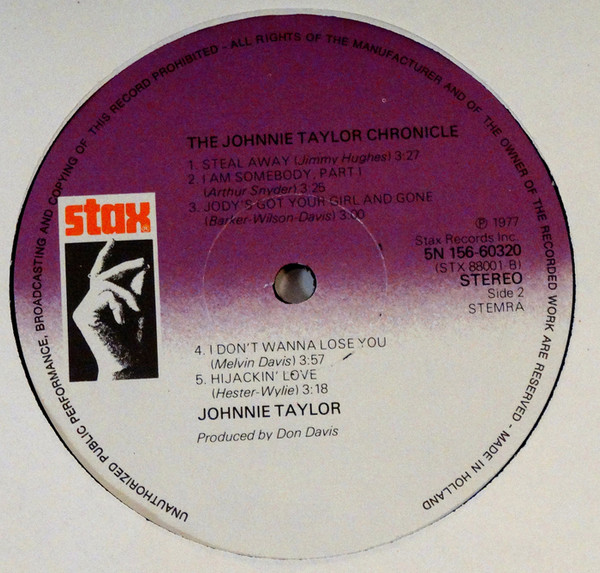 UNAUTHORIZED PUBLIC PERFORMANCE, BROADCASTING AND COPYING OF THIS RECORD PROHIBITED - ALL RIGHTS OF THE MANUFACTURER AND OF THE OWNER OF THE RECORDED WORK ARE RESERVED - MADE IN HOLLAND
THE JOHNNIE TAYLOR CHRONICLE
1. STEAL AWAY (Jimmy Hughes) 3:27
2. I AM SOMEBODY, PART I
(Arthur Snyder) 3:25
3. JODY'S GOT YOUR GIRL AND GONE
(Barker-Wilson-Davis) 3:00
stax
℗ 1977
Stax Records Inc.
5N 156-60320
(STX 88001-B)
STEREO
Side 2
STEMRA
4. I DON'T WANNA LOSE YOU
(Melvin Davis) 3:57
5. HIJACKIN' LOVE
(Hester-Wylie) 3:18
JOHNNIE TAYLOR
Produced by Don Davis